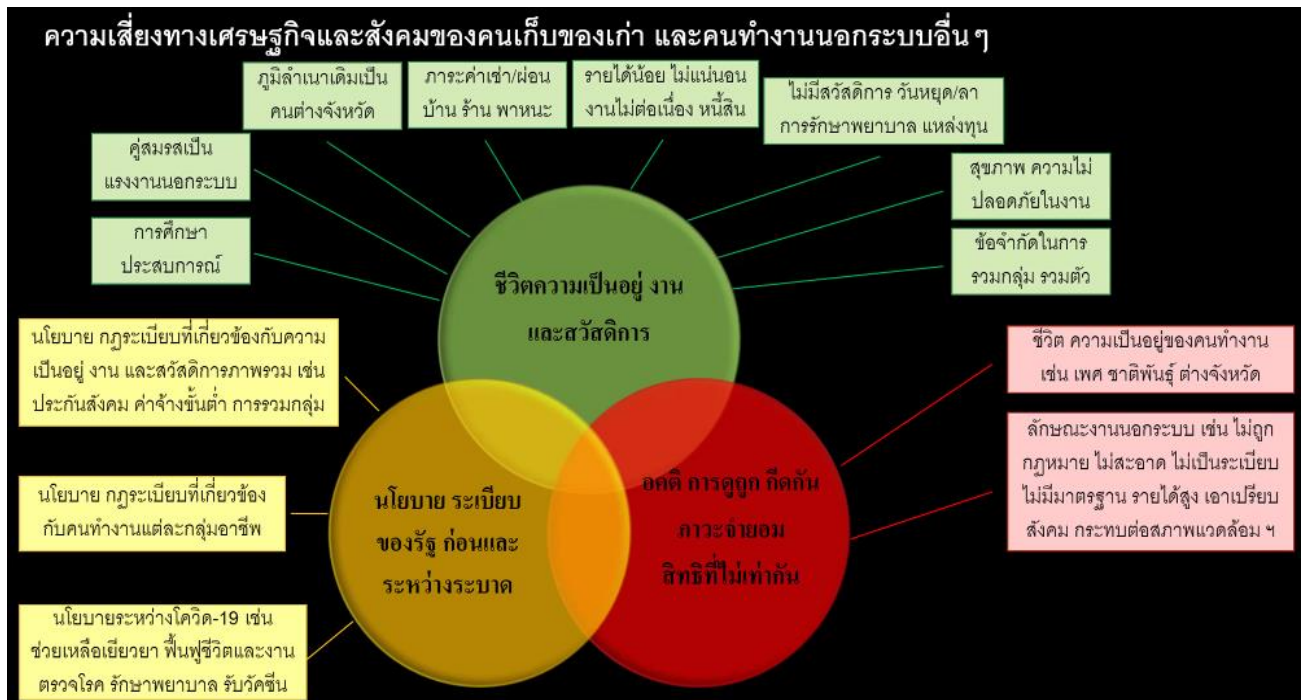 ความเสี่ยงทางเศรษฐกิจและสังคมของคนเก็บของเก่า และคนทำงานนอกระบบอื่นๆ
ภูมิลำเนาเดิมเป็น
คนต่างจังหวัด
ภาระค่าเช่า/ผ่อน
บ้าน ร้าน พาหนะ
รายได้น้อย ไม่แน่นอน
งานไม่ต่อเนื่อง หนี้สิน
ไม่มีสวัสดิการ วันหยุด/ลา
การรักษาพยาบาล แหล่งทุน
คู่สมรสเป็น
แรงงานนอกระบบ
สุขภาพ ความไม่
ปลอดภัยในงาน
การศึกษา
ประสบการณ์
ข้อจำกัดในการ
รวมกลุ่ม รวมตัว
ชีวิตความเป็นอยู่ งาน
และสวัสดิการ
นโยบาย กฎระเบียบที่เกี่ยวข้องกับความ
เป็นอยู่ งาน และสวัสดิการภาพรวม เช่น
ประกันสังคม ค่าจ้างขั้นต่ำ การรวมกลุ่ม
นโยบาย กฎระเบียบที่เกี่ยวข้อง
กับคนทำงานแต่ละกลุ่มอาชีพ
นโยบายระหว่างโควิด-19 เช่น
ช่วยเหลือเยียวยา ฟื้นฟูชีวิตและงาน
ตรวจโรค รักษาพยาบาล รับวัคซีน
นโยบาย ระเบียบ
ของรัฐ ก่อนและ
ระหว่างระบาด
อคติ การดูถูก กีดกัน
ภาวะจำยอม
สิทธิที่ไม่เท่ากัน
ชีวิต ความเป็นอยู่ของคนทำงาน
เช่น เพศ ชาติพันธุ์ ต่างจังหวัด
ลักษณะงานนอกระบบ เช่น ไม่ถูก
กฎหมาย ไม่สะอาด ไม่เป็นระเบียบ
ไม่มีมาตรฐาน รายได้สูง เอาเปรียบ
สังคม กระทบต่อสภาพแวดล้อม ฯ